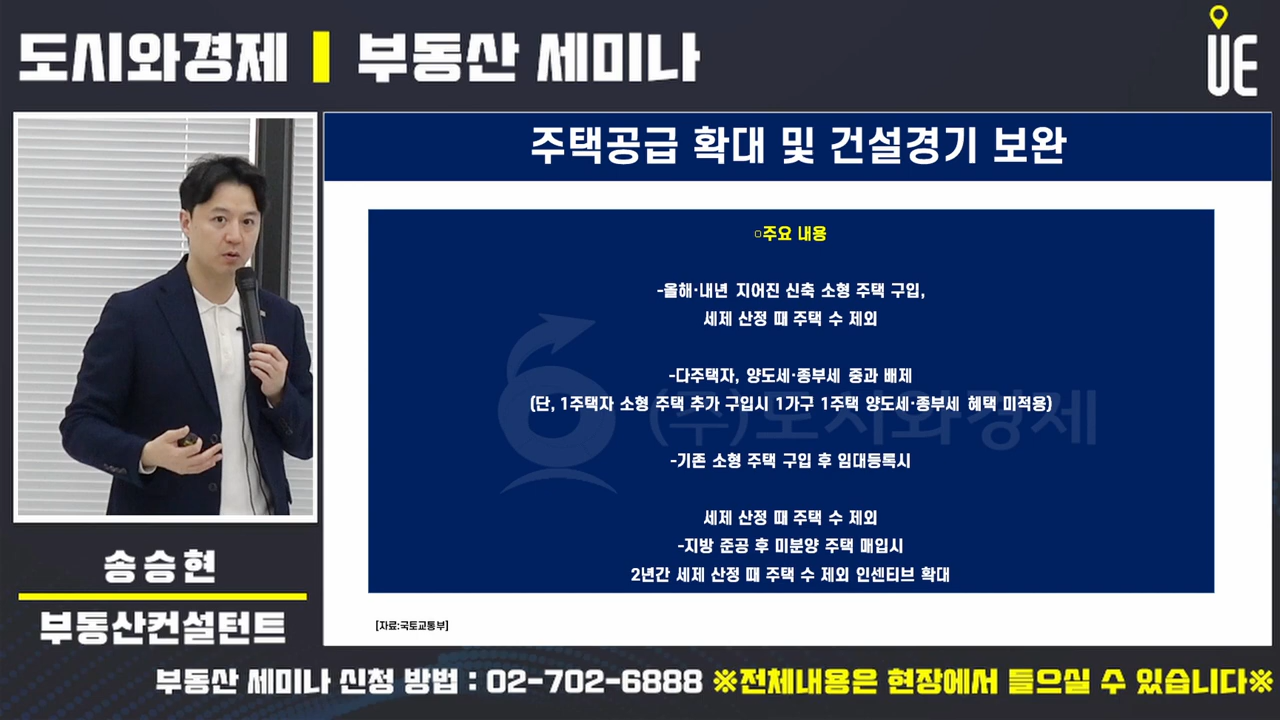 도시와경제 | 부동산 세미나
UE
주택공급 확대 및 건설경기 보완
▫주요 내용
-올해·내년 지어진 신축 소형 주택 구입,
세제 산정 때 주택 수 제외
-다주택자, 양도세·종부세 중과 배제
(단, 1주택자 소형 주택 추가 구입시 1가구 1주택 양도세·종부세 혜택 미적용)
(주)도시와경제
-기존 소형 주택 구입 후 임대등록시
세제 산정 때 주택 수 제외
-지방 준공 후 미분양 주택 매입시
2년간 세제 산정 때 주택 수 제외 인센티브 확대
[자료:국토교통부]
송승현
부동산컨설턴트
부동산 세미나 신청 방법 : 02-702-6888 ※전체내용은 현장에서 들으실 수 있습니다※